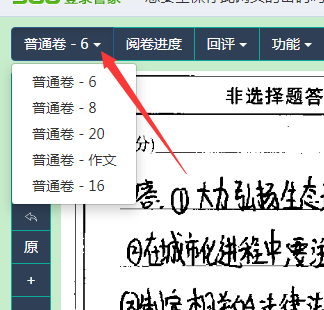 普通卷 - 6 阅卷进度 回评 功能
普通卷 - 6
普通卷 - 8
普通卷 - 20
普通卷 - 作文
普通卷 - 16
非选择题答
分)
答: ①大力弘扬生态
原 ②在城市化进程中要注
+
③制定相关的法律法